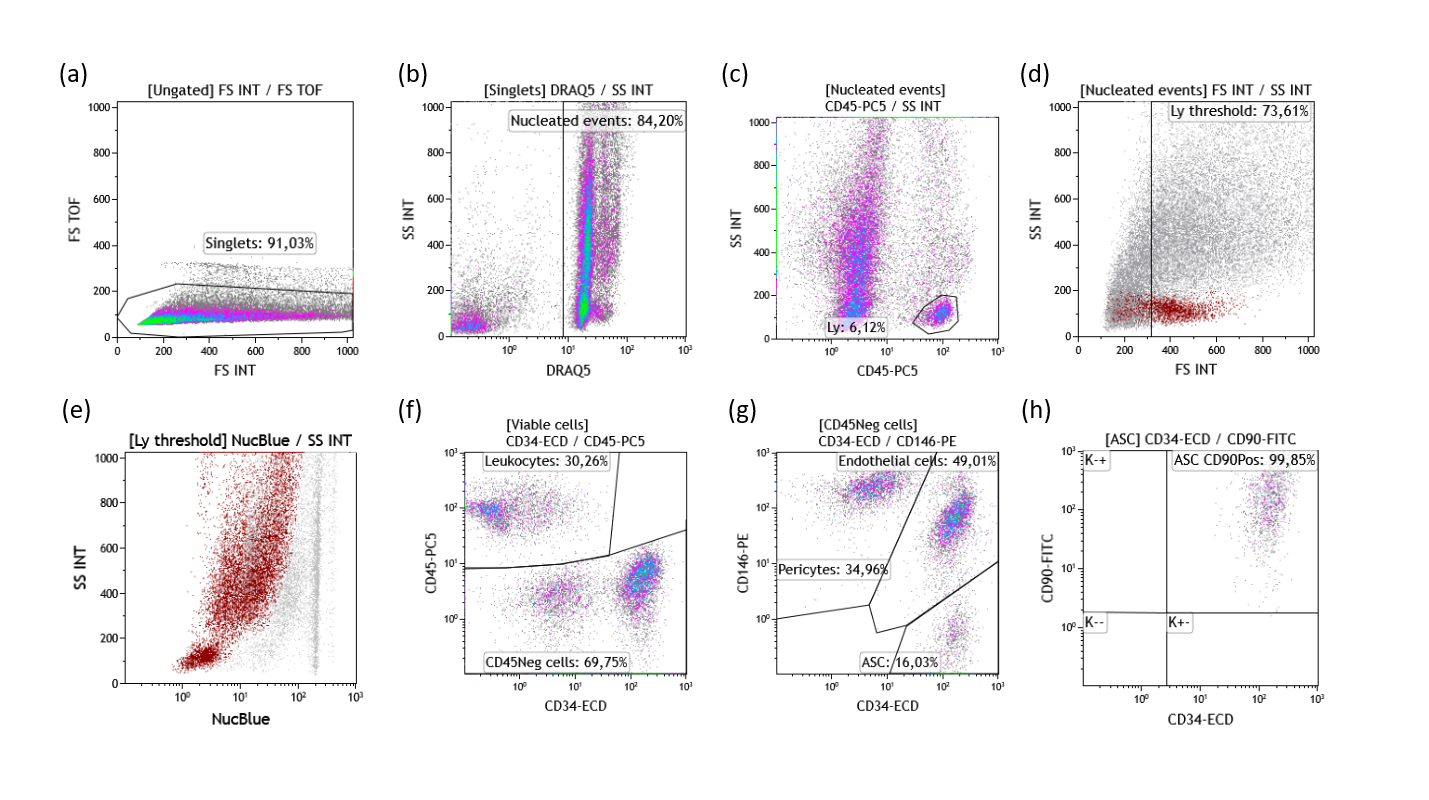 (a)
[Ungated] FS INT / FS TOF
1000
800
600
400
200
0
FS TOF
Singlets: 91,03%
0 200 400 600 800 1000
FS INT
(b)
[Singlets] DRAQ5 / SS INT
1000
800
600
400
200
0
SS INT
Nucleated events: 84,20%
10⁰ 10¹ 10² 10³
DRAQ5
(c)
[Nucleated events]
CD45-PC5 / SS INT
1000
800
600
400
200
0
SS INT
Ly: 6,12%
10⁰ 10¹ 10² 10³
CD45-PC5
(d)
[Nucleated events] FS INT / SS INT
1000
800
600
400
200
0
SS INT
Ly threshold: 73,61%
0 200 400 600 800 1000
FS INT
(e)
[Ly threshold] NucBlue / SS INT
1000
800
600
400
200
0
SS INT
10⁰ 10¹ 10² 10³
NucBlue
(f)
[Viable cells]
CD34-ECD / CD45-PC5
10³
10²
10¹
10⁰
CD45-PC5
Leukocytes: 30,26%
CD45Neg cells: 69,75%
10⁰ 10¹ 10² 10³
CD34-ECD
(g)
[CD45Neg cells]
CD34-ECD / CD146-PE
10³
10²
10¹
10⁰
CD146-PE
Endothelial cells: 49,01%
Pericytes: 34,96%
ASC: 16,03%
10⁰ 10¹ 10² 10³
CD34-ECD
(h)
[ASC] CD34-ECD / CD90-FITC
10³
10²
10¹
10⁰
CD90-FITC
K-+
ASC CD90Pos: 99,85%
K--
K+-
10⁰ 10¹ 10² 10³
CD34-ECD